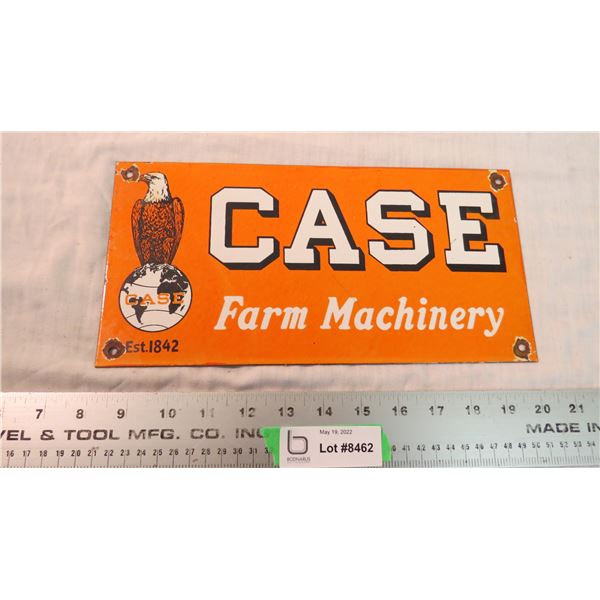 CASE
CASE
Farm Machinery
Est.1842
7 8 9 10 11 12 13 14 15 16 17 18 19 20 21
VEL & TOOL MFG. CO. INC
MADE IN
May 19, 2022
b
BODNARUS
Lot #8462